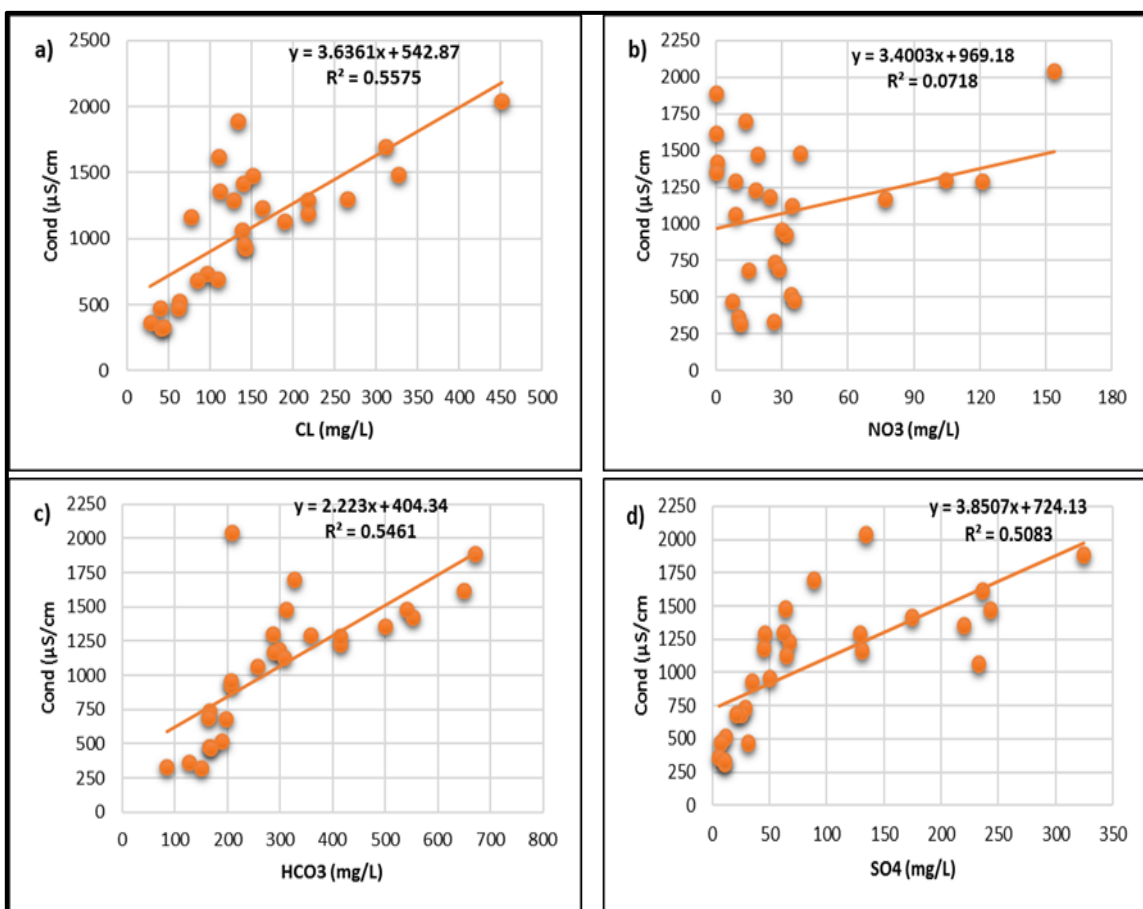 a)
y = 3.6361x + 542.87
R² = 0.5575
2500
2000
1500
1000
500
0
Cond (µS/cm
0 50 100 150 200 250 300 350 400 450 500
CL (mg/L)
b)
y = 3.4003x + 969.18
R² = 0.0718
2250
2000
1750
1500
1250
1000
750
500
250
0
Cond (µS/cm
0 30 60 90 120 150 180
NO3 (mg/L)
c)
y = 2.223x + 404.34
R² = 0.5461
2250
2000
1750
1500
1250
1000
750
500
250
0
Cond (µS/cm
0 100 200 300 400 500 600 700 800
HCO3 (mg/L)
d)
y = 3.8507x + 724.13
R² = 0.5083
2250
2000
1750
1500
1250
1000
750
500
250
0
Cond (µS/cm
0 50 100 150 200 250 300 350
SO4 (mg/L)